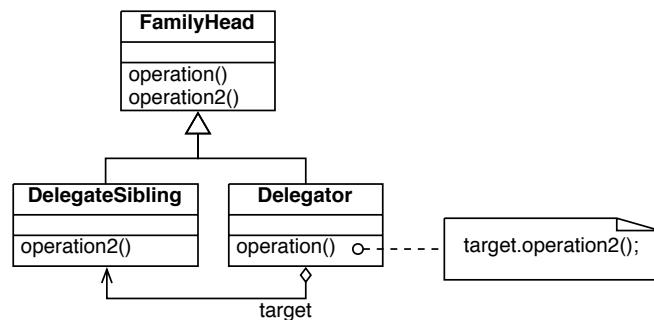 FamilyHead
operation()
operation2()
DelegateSibling
operation2()
Delegator
operation()
target.operation2();
target